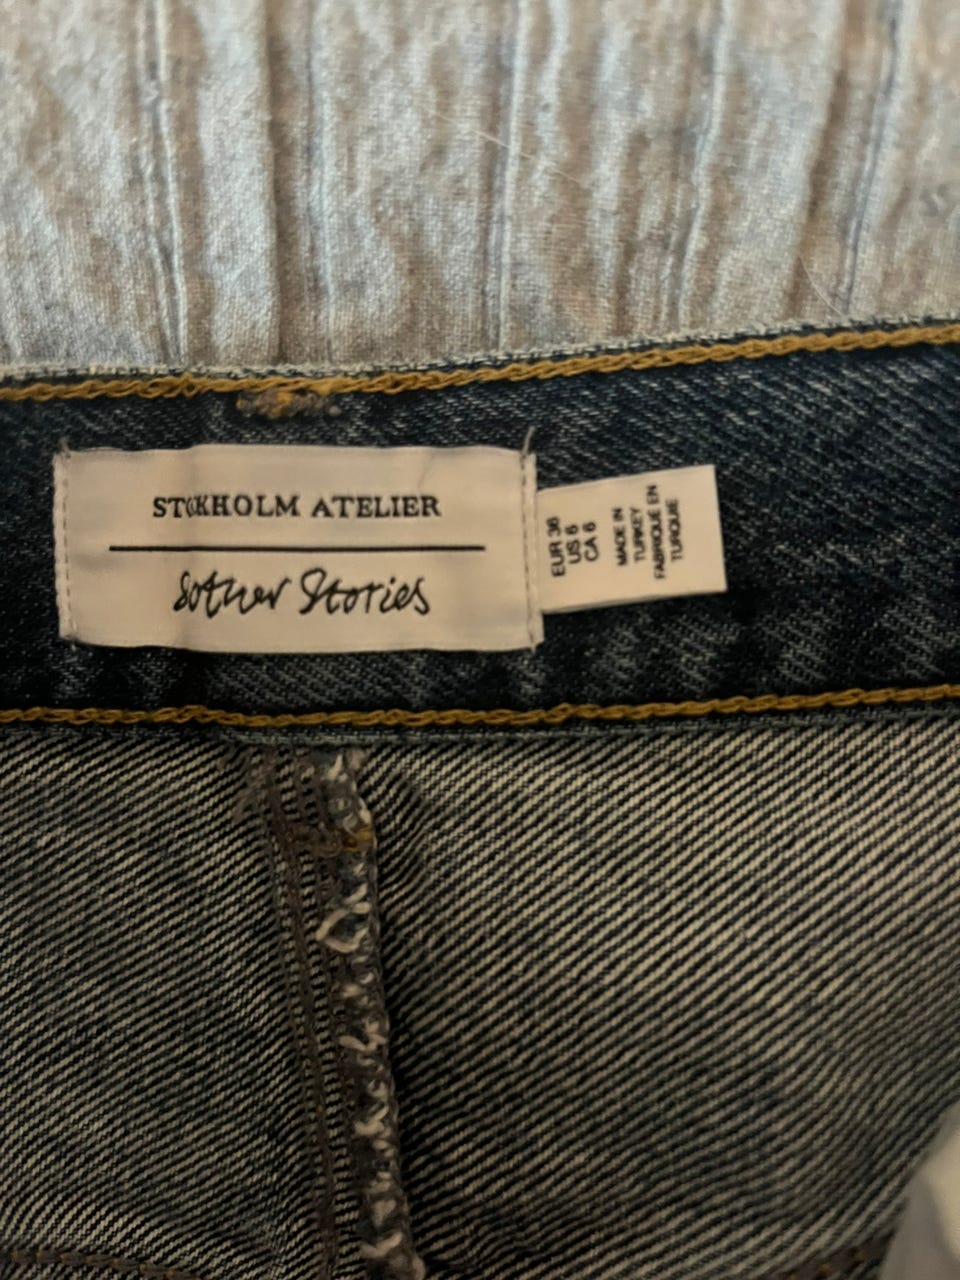 STOCKHOLM ATELIER
& Other Stories
EUR 36
US 6
CA 6
MADE IN
TURKEY
FABRIQUÉ EN
TURQUIE